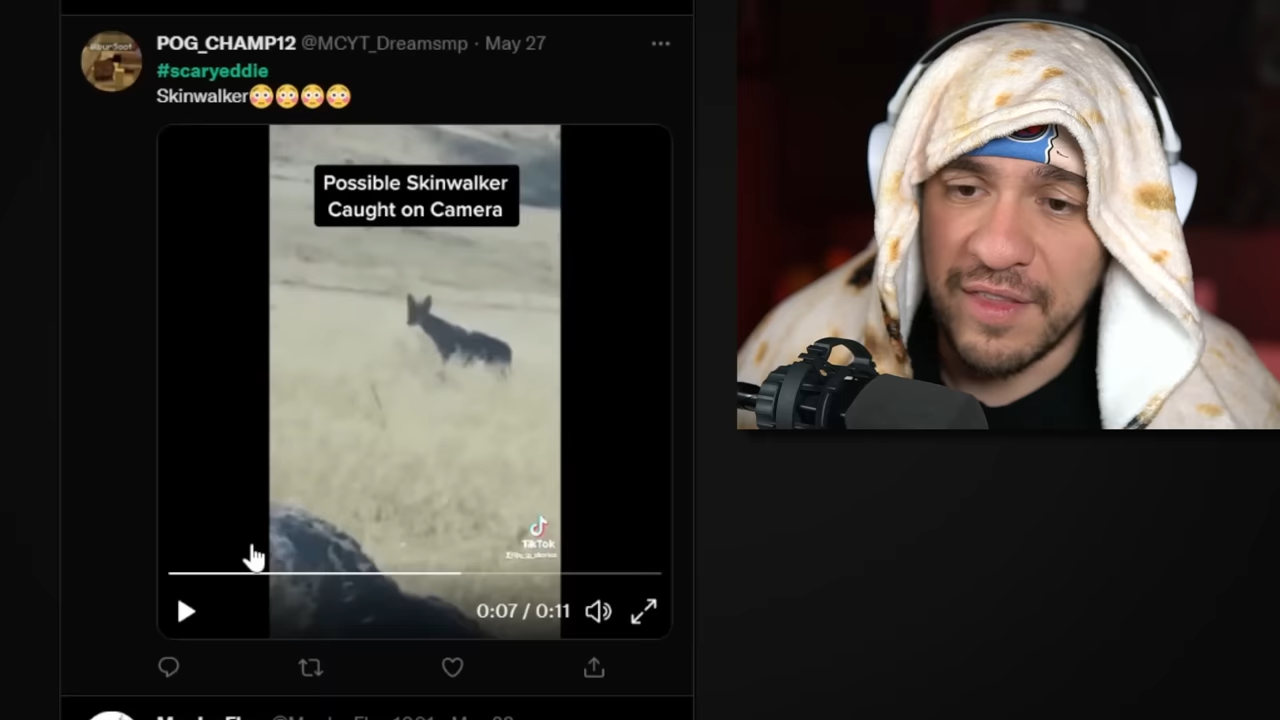 POG_CHAMP12 @MCYT_Dreamsmp · May 27
#scaryeddie
Skinwalker😳😳😳😳
Possible Skinwalker
Caught on Camera
TikTok
0:07 / 0:11